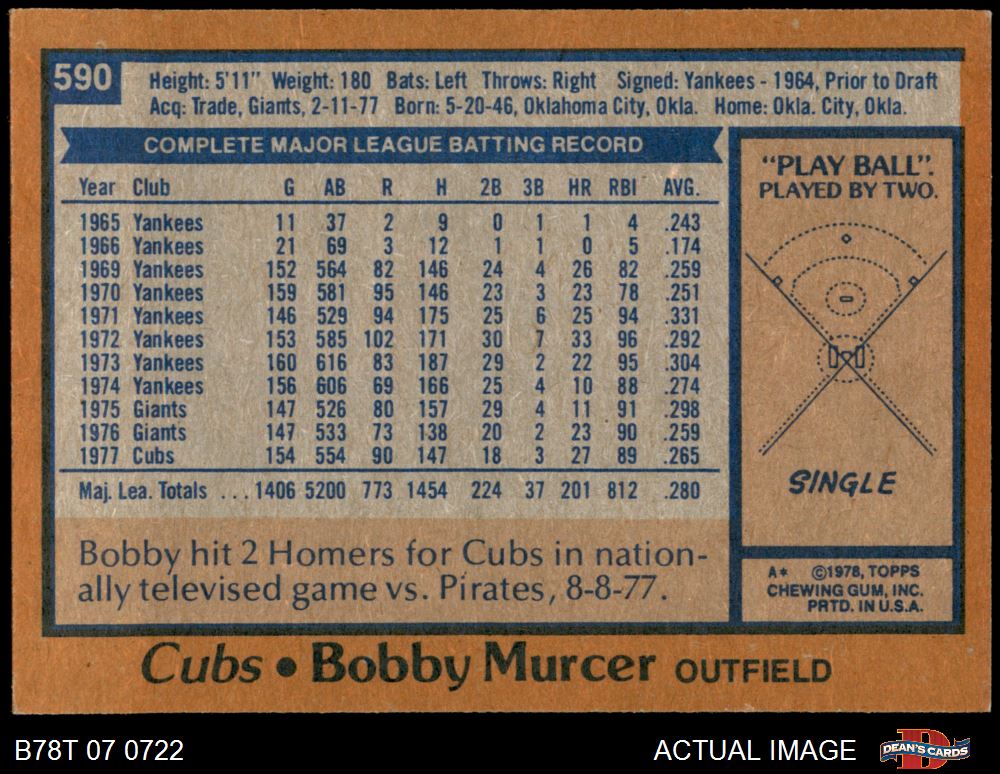 590
Height: 5'11" Weight: 180 Bats: Left Throws: Right Signed: Yankees - 1964, Prior to Draft
Acq: Trade, Giants, 2-11-77 Born: 5-20-46, Oklahoma City, Okla. Home: Okla. City, Okla.
COMPLETE MAJOR LEAGUE BATTING RECORD
Year Club G AB R H 2B 3B HR RBI AVG.
1965 Yankees 11 37 2 9 0 1 1 4 .243
1966 Yankees 21 69 3 12 1 1 0 5 .174
1969 Yankees 152 564 82 146 24 4 26 82 .259
1970 Yankees 159 581 95 146 23 3 23 78 .251
1971 Yankees 146 529 94 175 25 6 25 94 .331
1972 Yankees 153 585 102 171 30 7 33 96 .292
1973 Yankees 160 616 83 187 29 2 22 95 .304
1974 Yankees 156 606 69 166 25 4 10 88 .274
1975 Giants 147 526 80 157 29 4 11 91 .298
1976 Giants 147 533 73 138 20 2 23 90 .259
1977 Cubs 154 554 90 147 18 3 27 89 .265
Maj. Lea. Totals ... 1406 5200 773 1454 224 37 201 812 .280
Bobby hit 2 Homers for Cubs in nation-
ally televised game vs. Pirates, 8-8-77.
"PLAY BALL".
PLAYED BY TWO.
SINGLE
A* ©1978, TOPPS
CHEWING GUM, INC.
PRTD. IN U.S.A.
Cubs • Bobby Murcer OUTFIELD
B78T 07 0722
ACTUAL IMAGE
DEAN'S CARDS